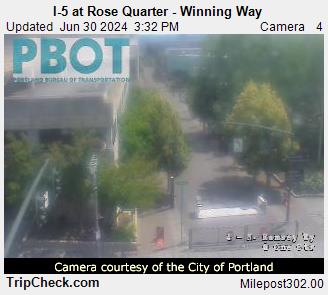 I-5 at Rose Quarter - Winning Way
Updated Jun 30 2024 3:32 PM Camera 4
PBOT
PORTLAND BUREAU OF TRANSPORTATION
Camera courtesy of the City of Portland
TripCheck.com Milepost302.00